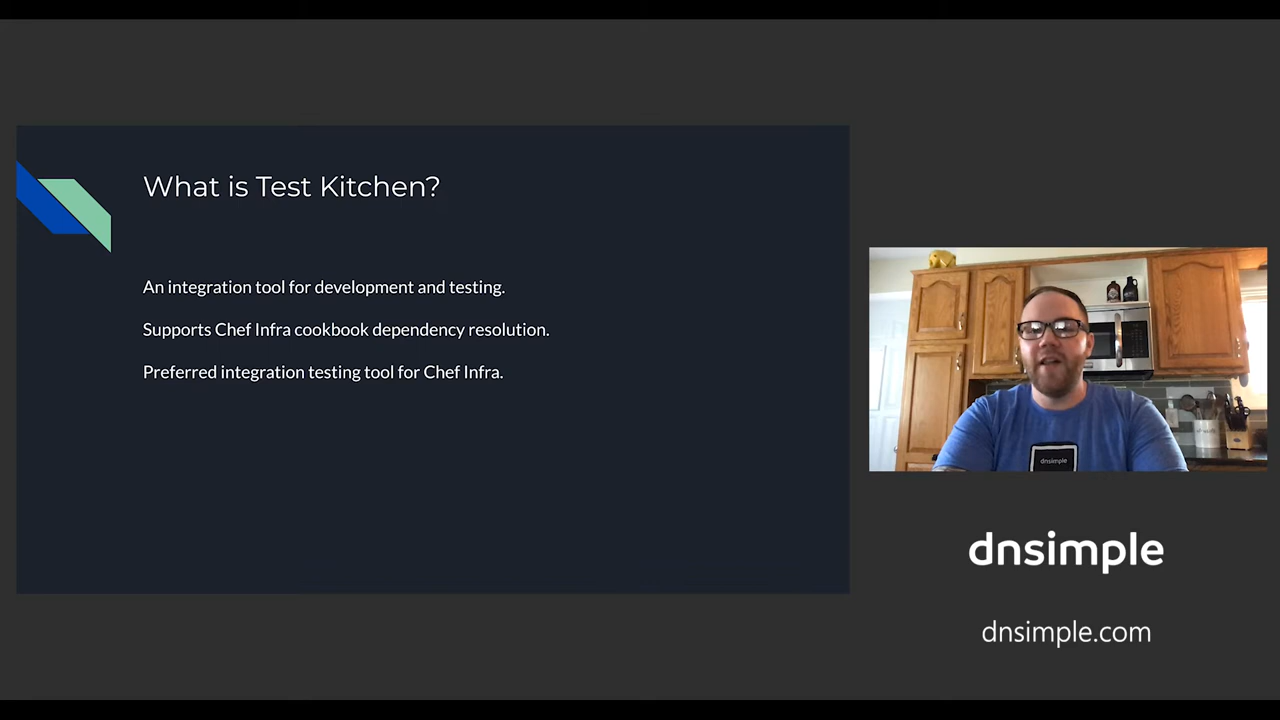 What is Test Kitchen?
An integration tool for development and testing.
Supports Chef Infra cookbook dependency resolution.
Preferred integration testing tool for Chef Infra.
dnsimple
dnsimple
dnsimple.com